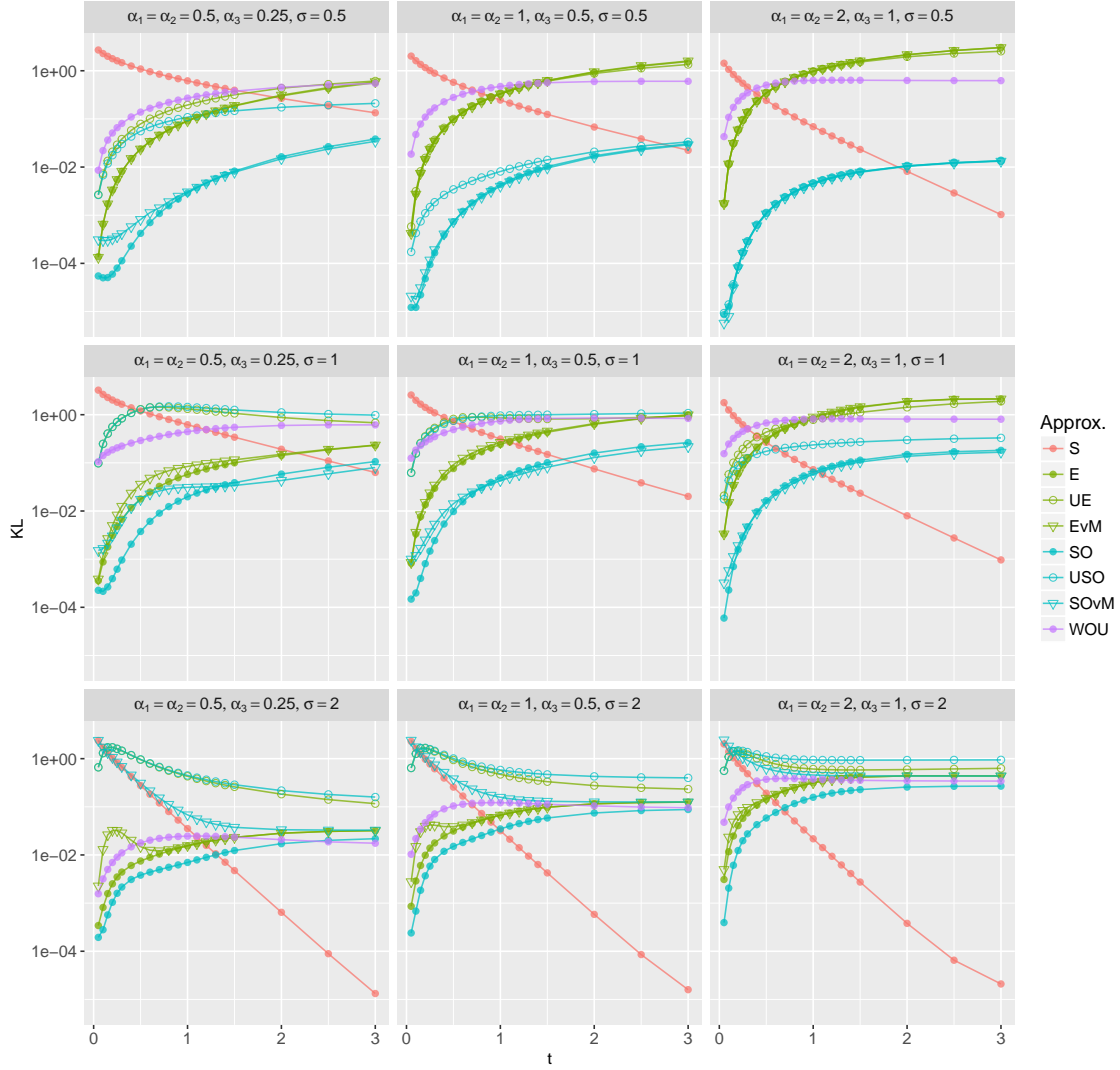 α₁ = α₂ = 0.5, α₃ = 0.25, σ = 0.5
α₁ = α₂ = 1, α₃ = 0.5, σ = 0.5
α₁ = α₂ = 2, α₃ = 1, σ = 0.5
1e+00
1e−02
1e−04
α₁ = α₂ = 0.5, α₃ = 0.25, σ = 1
α₁ = α₂ = 1, α₃ = 0.5, σ = 1
α₁ = α₂ = 2, α₃ = 1, σ = 1
KL
1e+00
1e−02
1e−04
α₁ = α₂ = 0.5, α₃ = 0.25, σ = 2
α₁ = α₂ = 1, α₃ = 0.5, σ = 2
α₁ = α₂ = 2, α₃ = 1, σ = 2
1e+00
1e−02
1e−04
0 1 2 3
0 1 2 3
0 1 2 3
t
Approx.
S
E
UE
EvM
SO
USO
SOvM
WOU